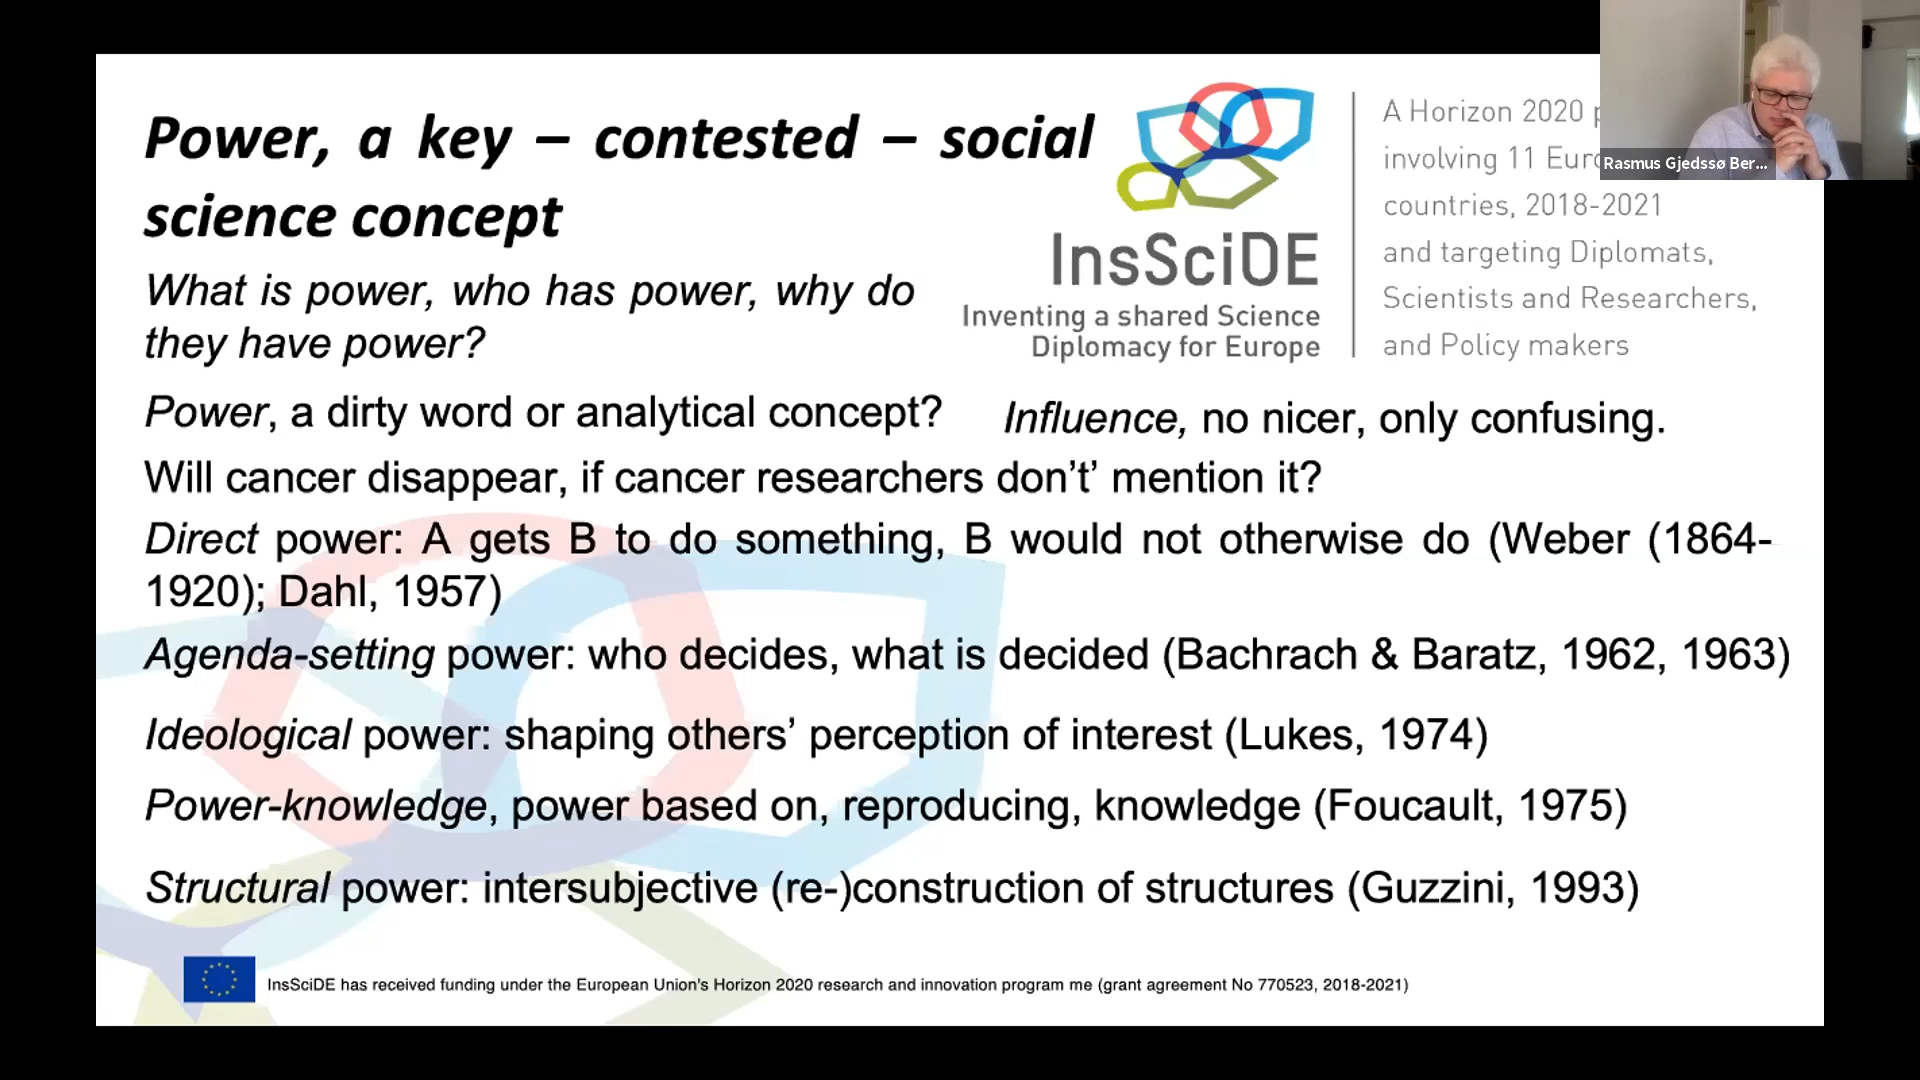 Power, a key – contested – social
science concept
What is power, who has power, why do
they have power?
InsSciDE
Inventing a shared Science
Diplomacy for Europe
A Horizon 2020
involving 11
countries, 2018-2021
and targeting Diplomats,
Scientists and Researchers,
and Policy makers
Rasmus Gjedssø Ber...
Power, a dirty word or analytical concept?
Influence, no nicer, only confusing.
Will cancer disappear, if cancer researchers don’t’ mention it?
Direct power: A gets B to do something, B would not otherwise do (Weber (1864-
1920); Dahl, 1957)
Agenda-setting power: who decides, what is decided (Bachrach & Baratz, 1962, 1963)
Ideological power: shaping others’ perception of interest (Lukes, 1974)
Power-knowledge, power based on, reproducing, knowledge (Foucault, 1975)
Structural power: intersubjective (re-)construction of structures (Guzzini, 1993)
InsSciDE has received funding under the European Union's Horizon 2020 research and innovation program me (grant agreement No 770523, 2018-2021)